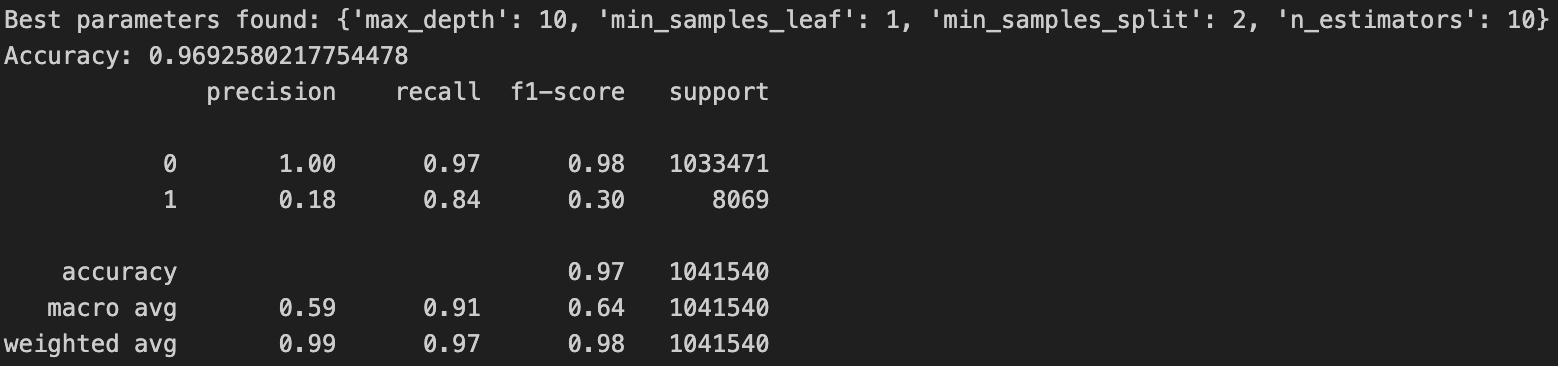 Best parameters found: {'max_depth': 10, 'min_samples_leaf': 1, 'min_samples_split': 2, 'n_estimators': 10}
Accuracy: 0.9692580217754478
              precision    recall  f1-score   support

           0       1.00      0.97      0.98   1033471
           1       0.18      0.84      0.30      8069

    accuracy                           0.97   1041540
   macro avg       0.59      0.91      0.64   1041540
weighted avg       0.99      0.97      0.98   1041540